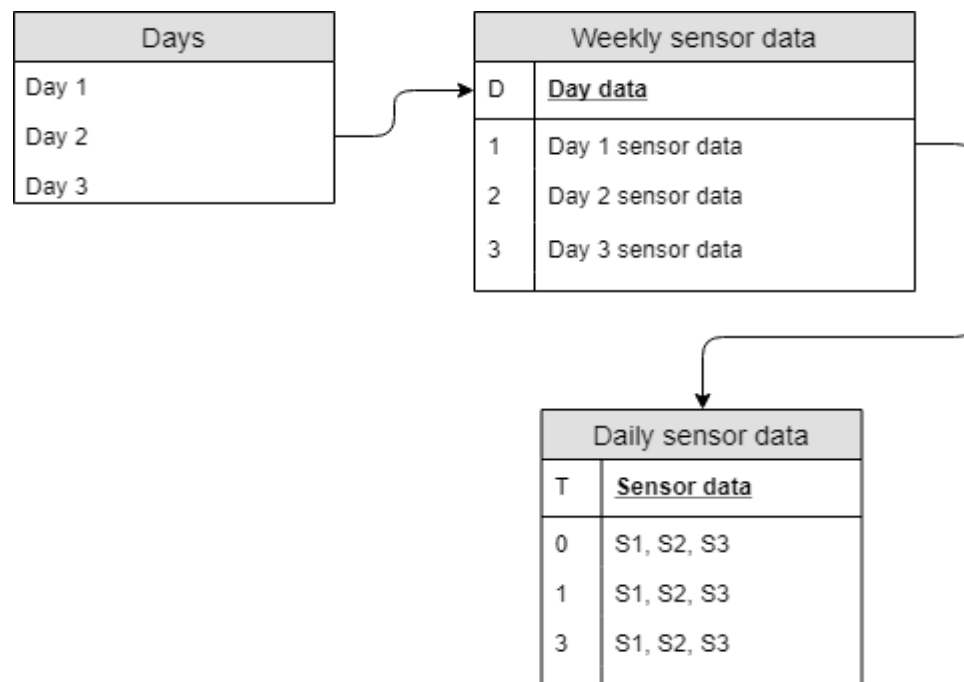 Days
Day 1
Day 2
Day 3
Weekly sensor data
D Day data
1 Day 1 sensor data
2 Day 2 sensor data
3 Day 3 sensor data
Daily sensor data
T Sensor data
0 S1, S2, S3
1 S1, S2, S3
3 S1, S2, S3